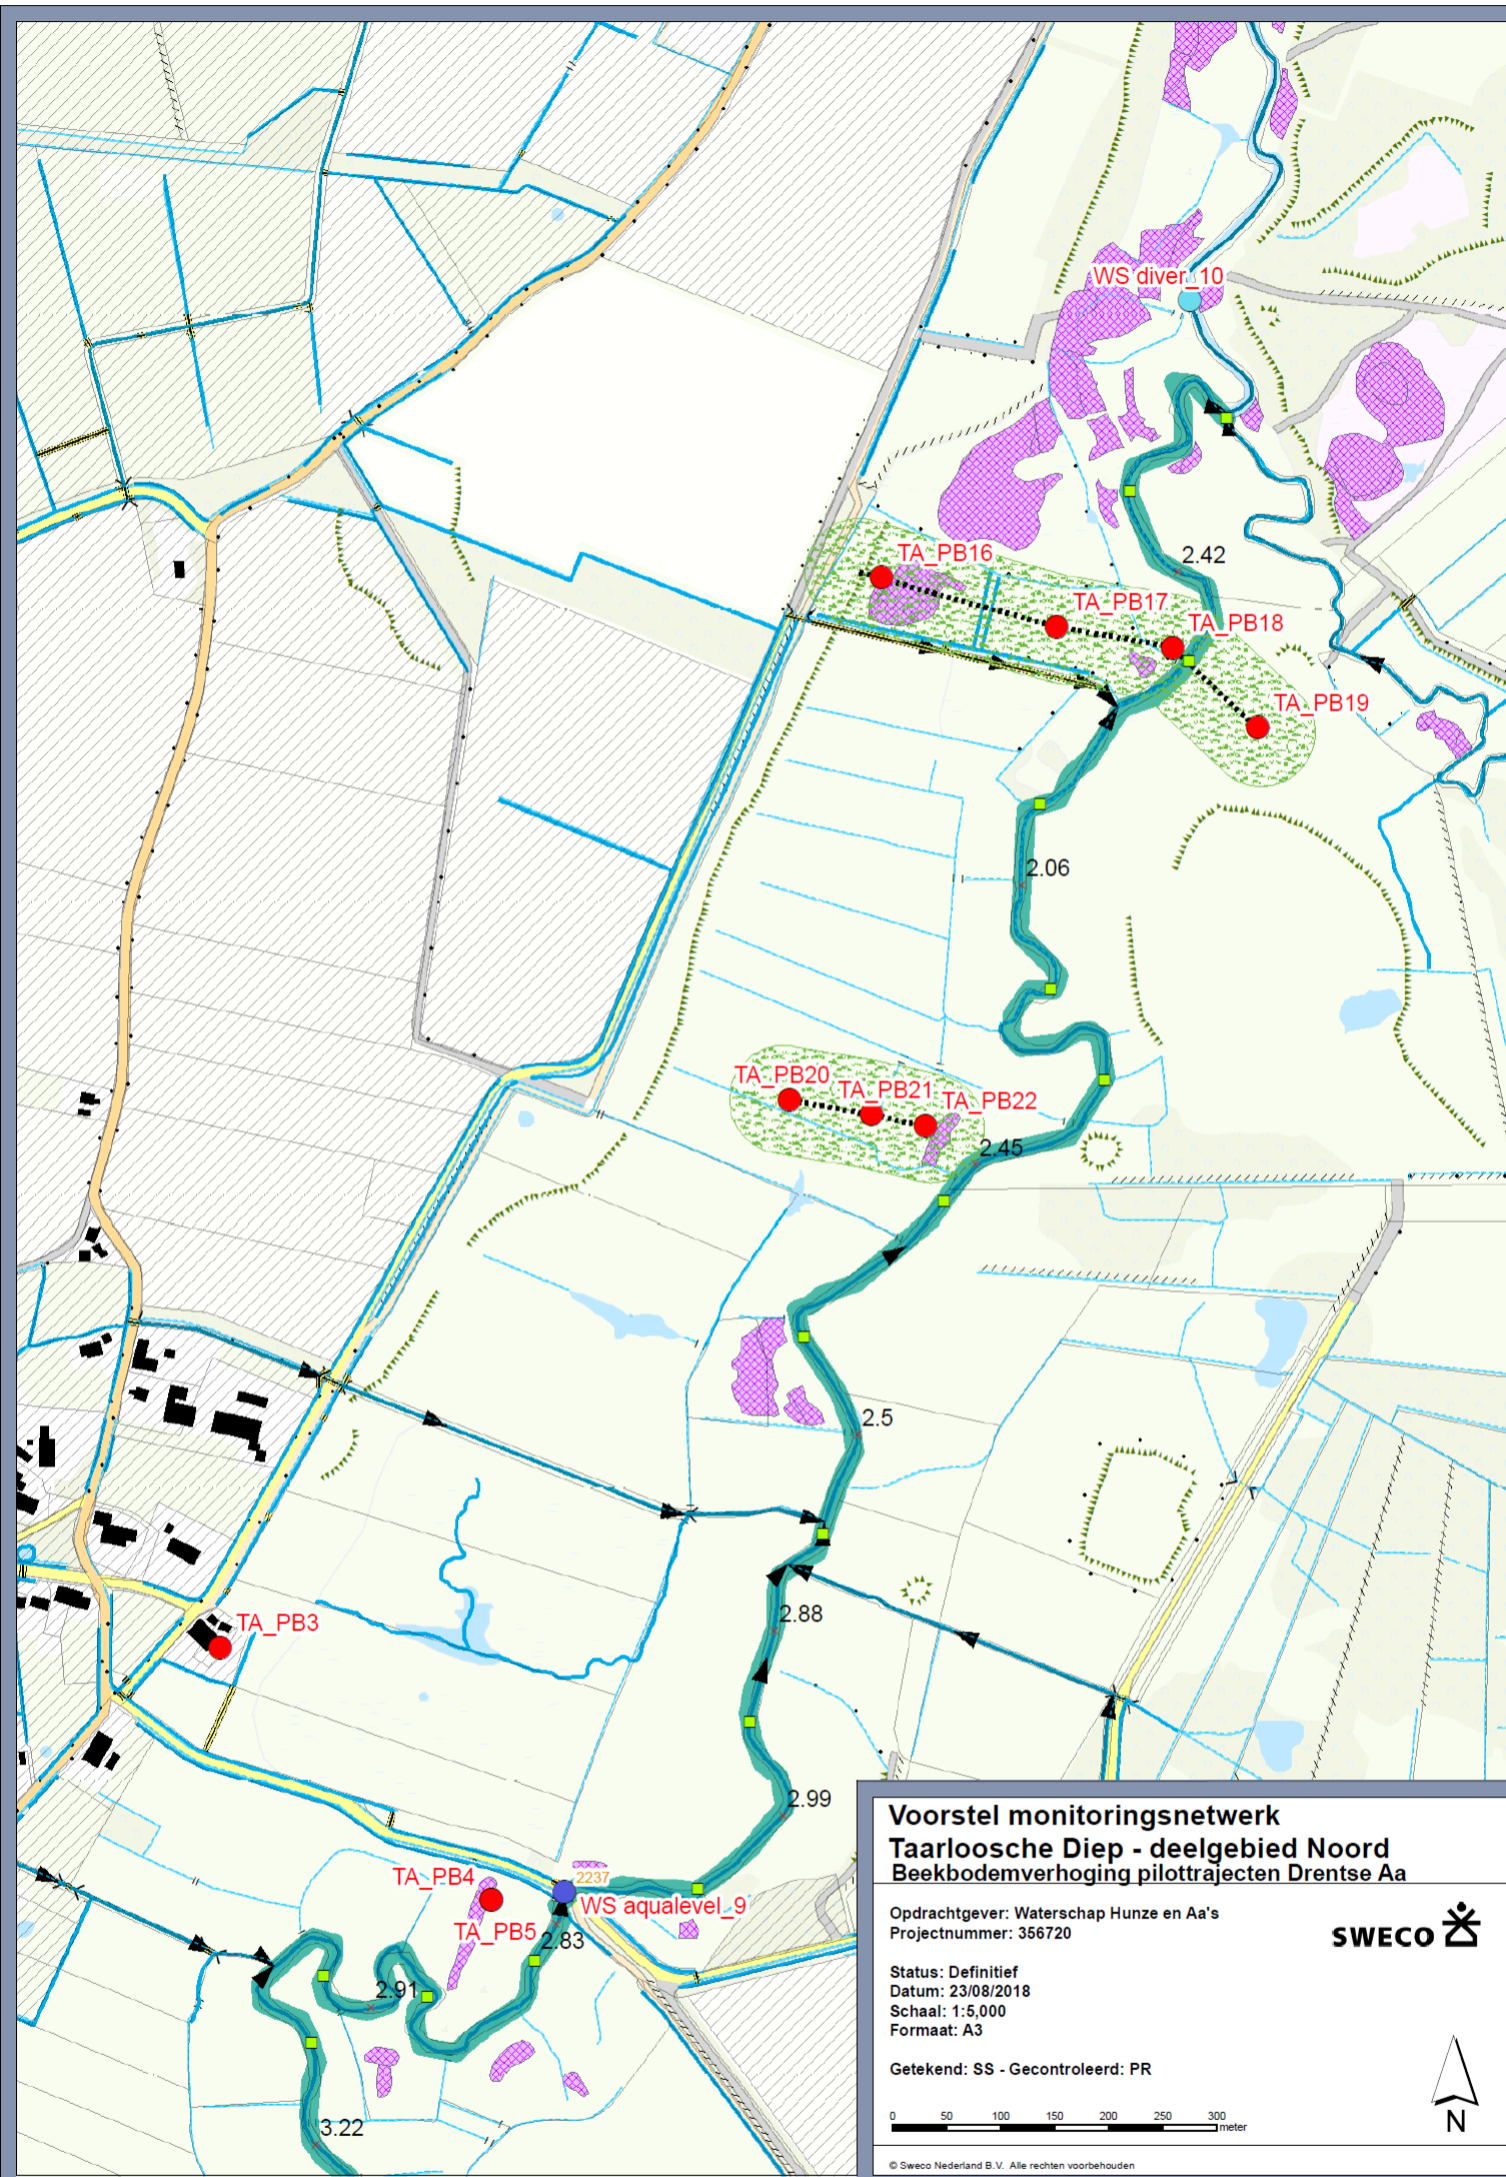 WS diver_10
2.42
TA_PB16
TA_PB17
TA_PB18
TA_PB19
2.06
TA_PB20
TA_PB21
TA_PB22
2.45
2.5
2.88
TA_PB3
2.99
TA_PB4
2237
WS aqualevel_9
TA_PB5
2.83
2.91
3.22
Voorstel monitoringsnetwerk
Taarloosche Diep - deelgebied Noord
Beekbodemverhoging pilottrajecten Drentse Aa
Opdrachtgever: Waterschap Hunze en Aa's
Projectnummer: 356720
SWECO
Status: Definitief
Datum: 23/08/2018
Schaal: 1:5,000
Formaat: A3
Getekend: SS - Gecontroleerd: PR
0 50 100 150 200 250 300
meter
N
© Sweco Nederland B.V. Alle rechten voorbehouden